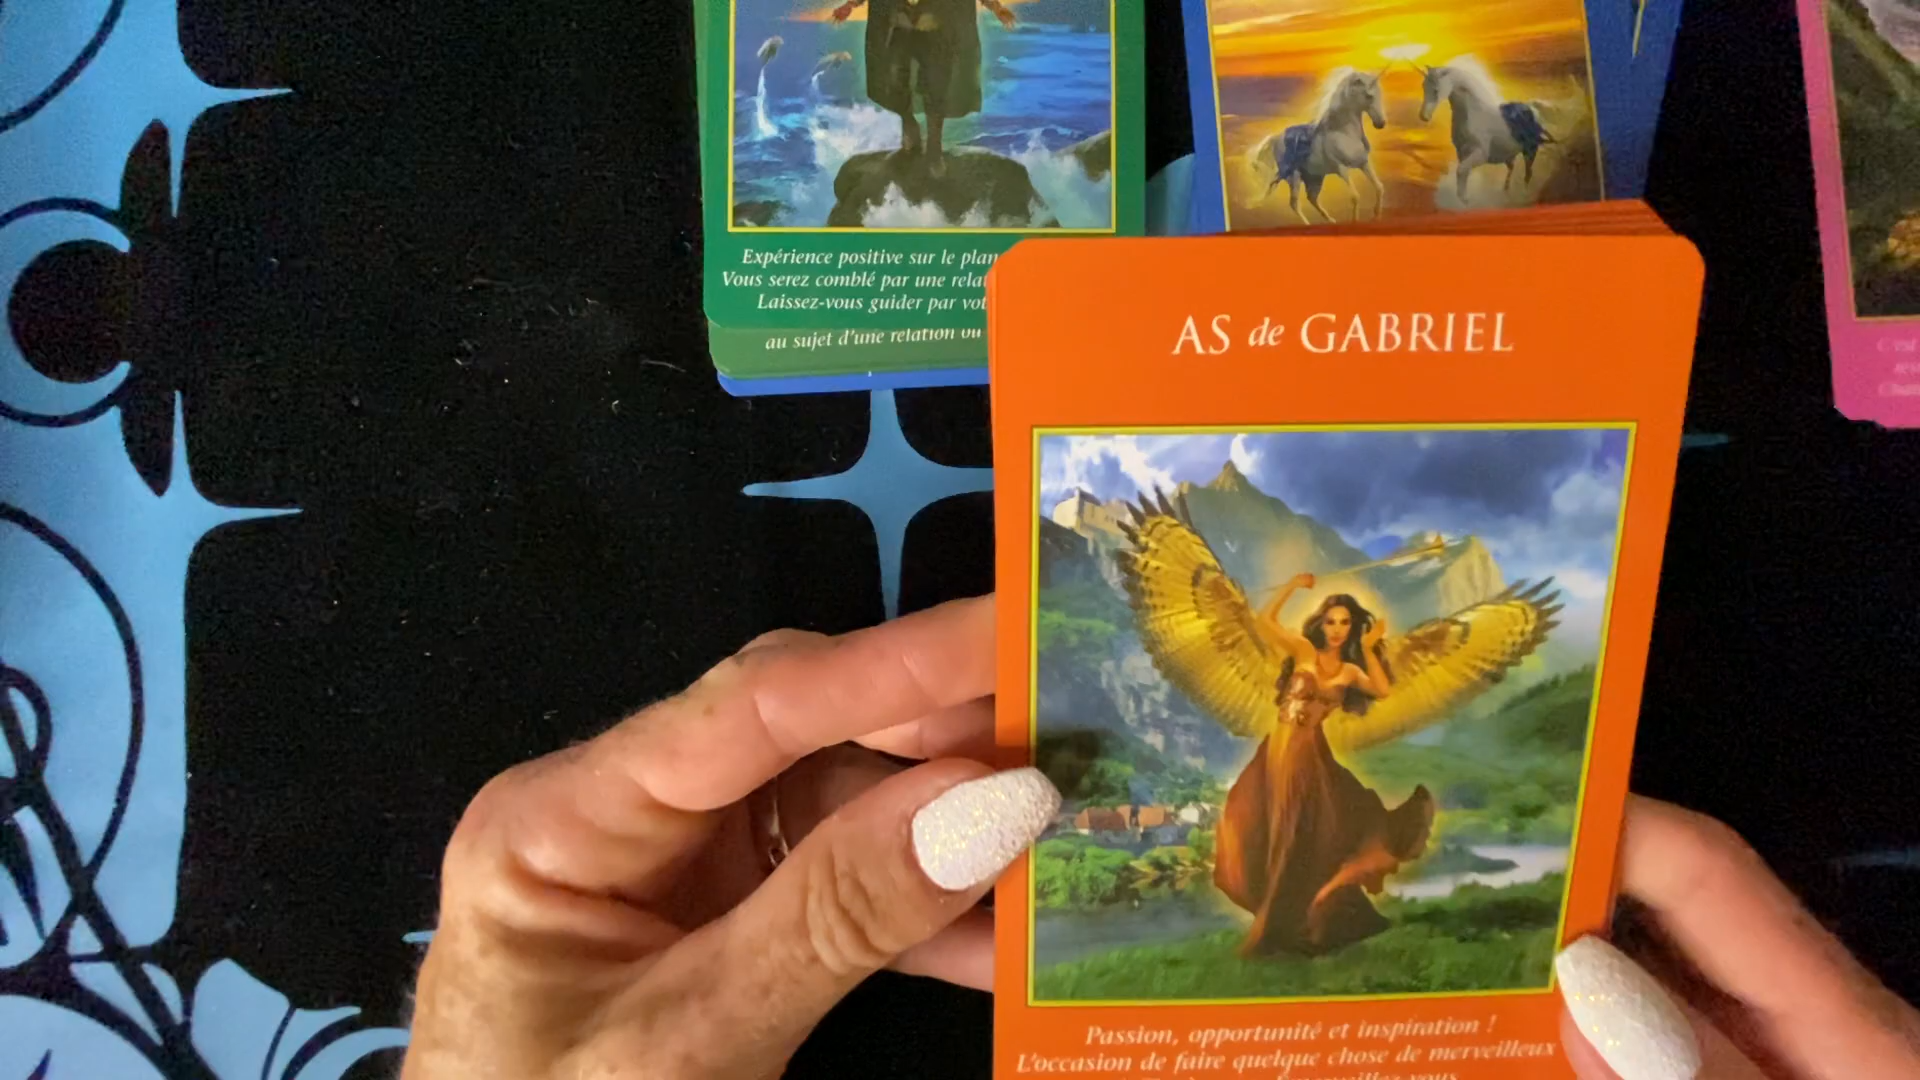 Expérience positive sur le plan
Vous serez comblé par une relat
Laissez-vous guider par vot
au sujet d'une relation ou
AS de GABRIEL
Passion, opportunité et inspiration !
L'occasion de faire quelque chose de merveilleux